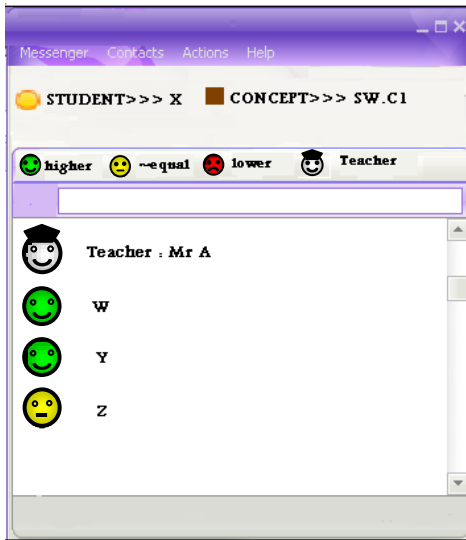 Messenger Contacts Actions Help
STUDENT>>> X CONCEPT>>> SW.C1
higher ~equal lower Teacher
Teacher : Mr A
W
Y
Z